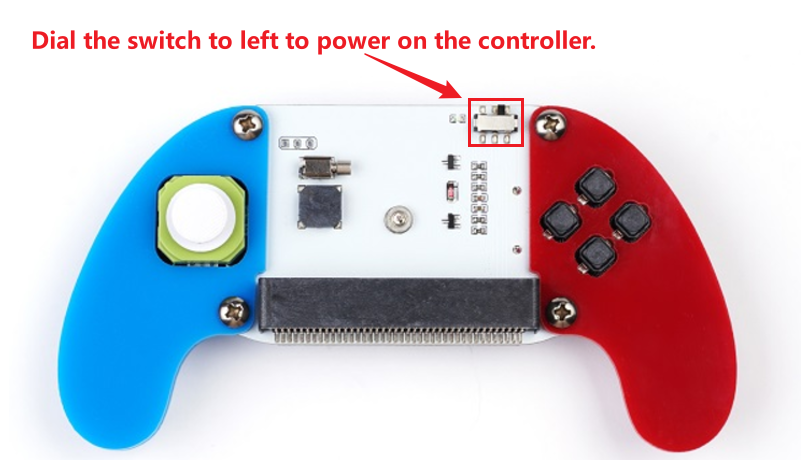 Dial the switch to left to power on the controller.